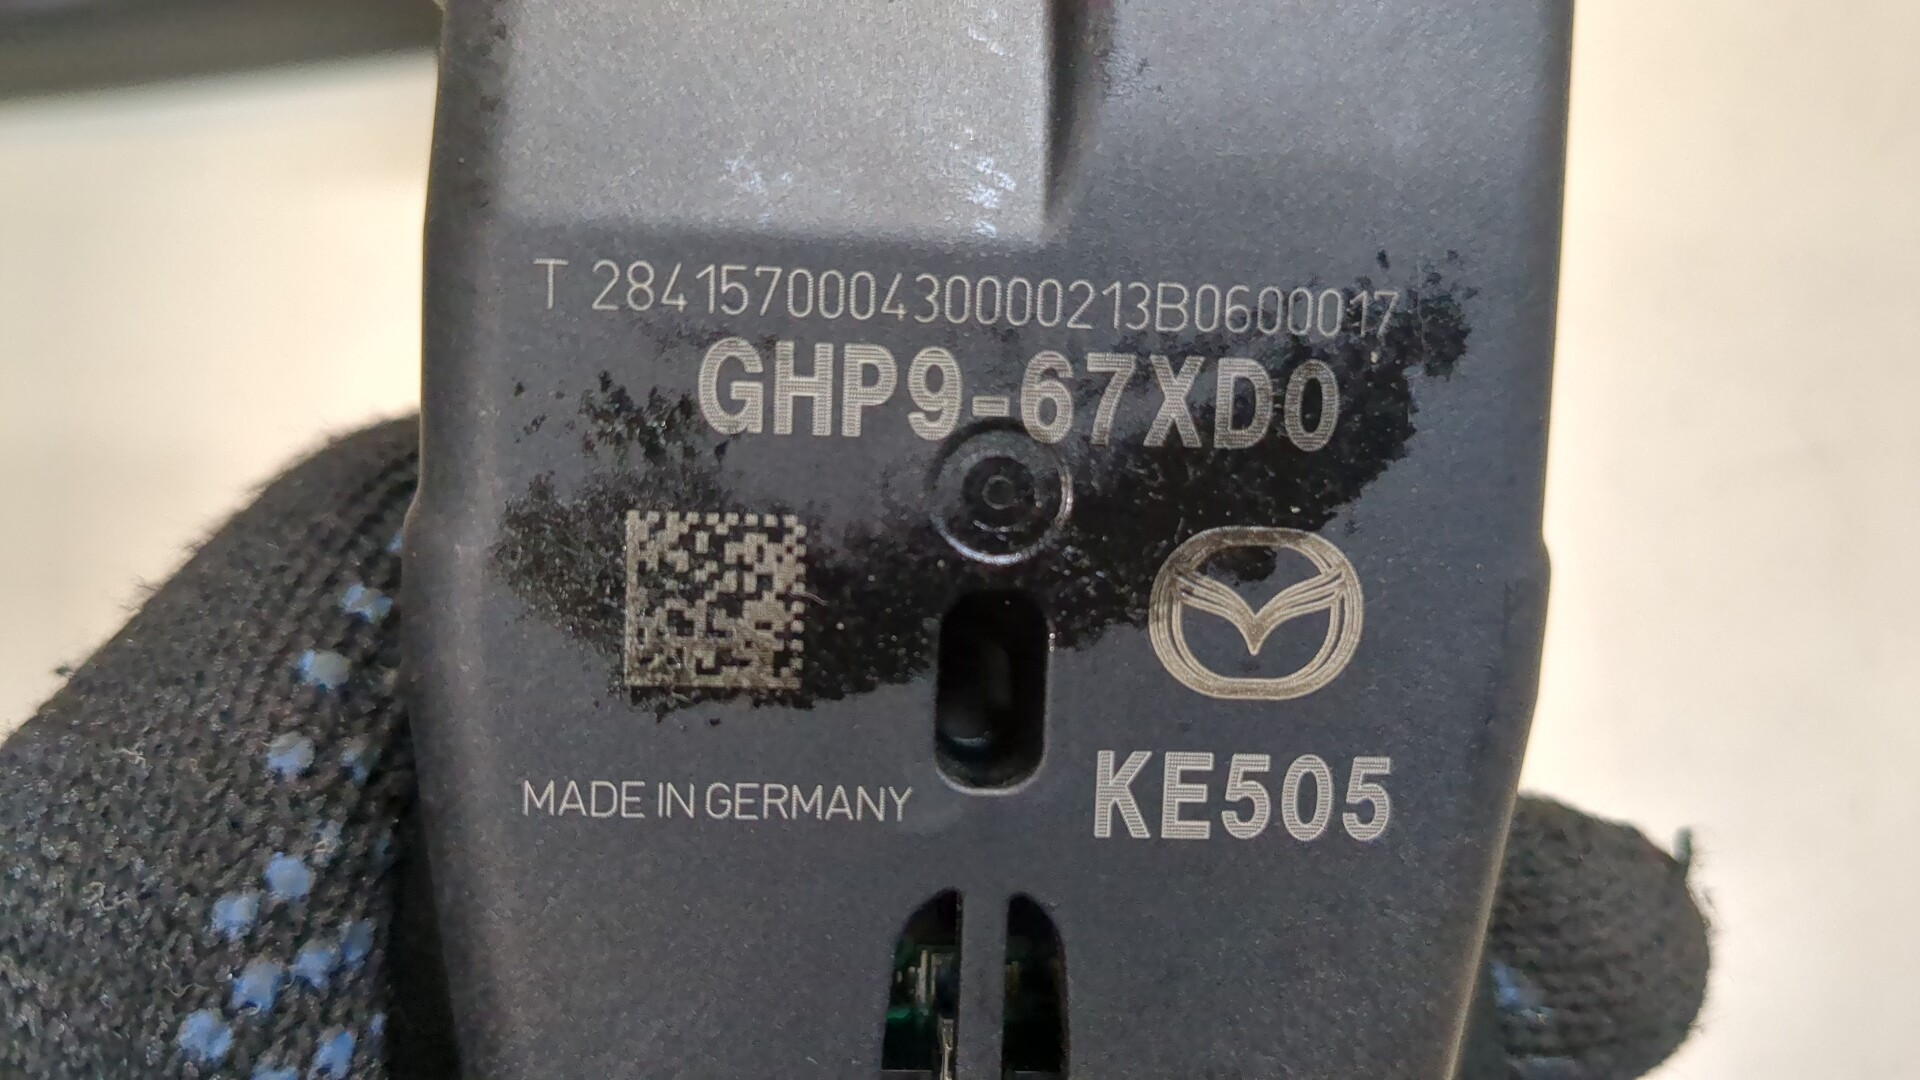 T 284157000430000213B0600017
GHP9-67XD0
MADE IN GERMANY
KE505